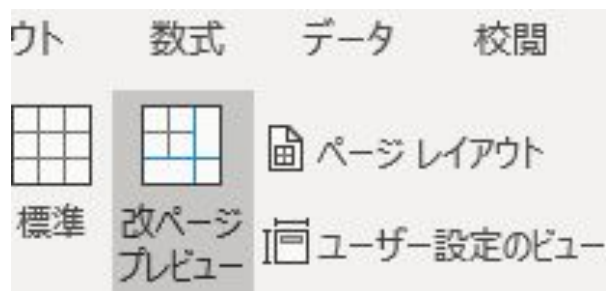 ウト 数式 データ 校閲
標準
改ページ
プレビュー
ページ レイアウト
ユーザー設定のビュー